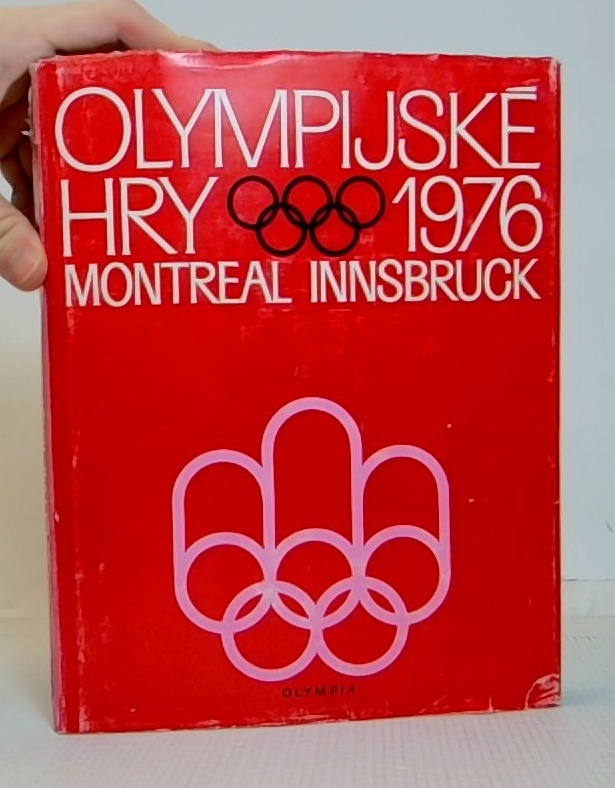 OLYMPIJSKÉ
HRY 1976
MONTREAL INNSBRUCK
OLYMPIA